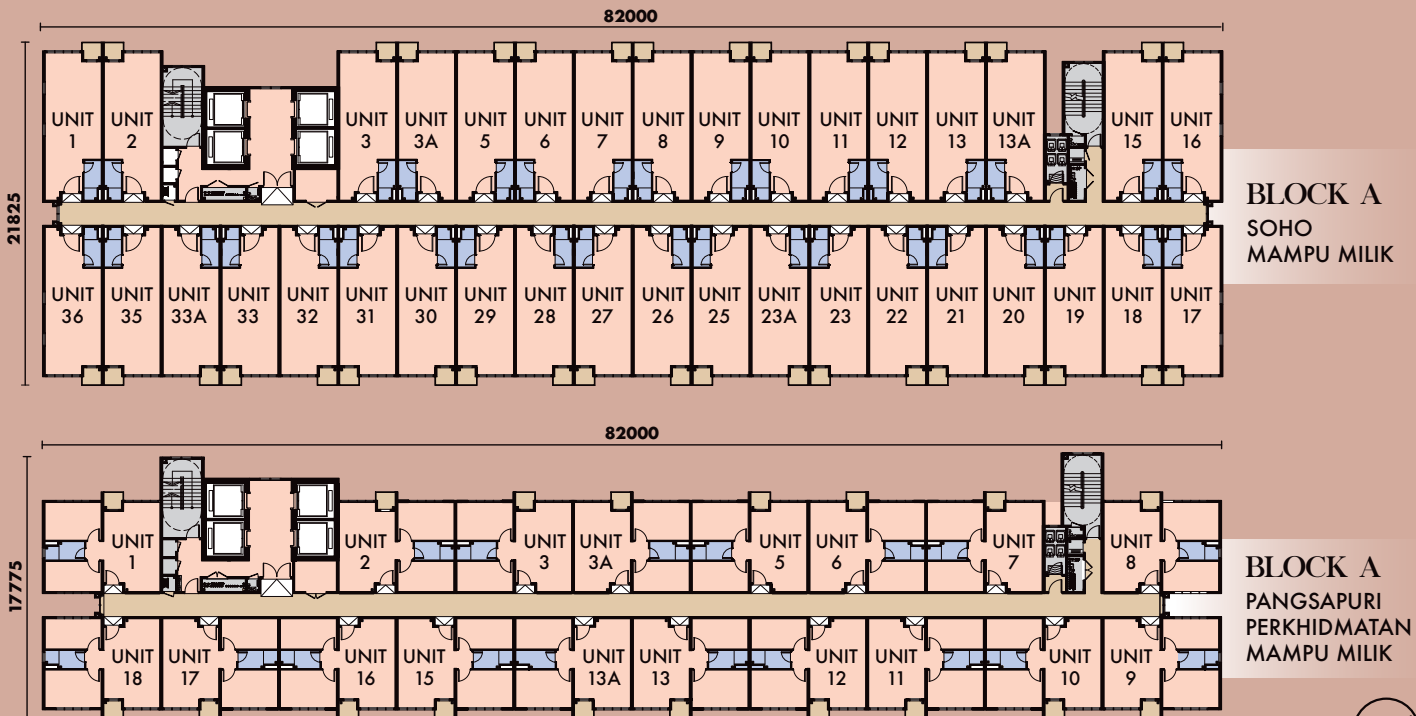 82000
21825
UNIT 1
UNIT 2
UNIT 3
UNIT 3A
UNIT 5
UNIT 6
UNIT 7
UNIT 8
UNIT 9
UNIT 10
UNIT 11
UNIT 12
UNIT 13
UNIT 13A
UNIT 15
UNIT 16
UNIT 36
UNIT 35
UNIT 33A
UNIT 33
UNIT 32
UNIT 31
UNIT 30
UNIT 29
UNIT 28
UNIT 27
UNIT 26
UNIT 25
UNIT 23A
UNIT 23
UNIT 22
UNIT 21
UNIT 20
UNIT 19
UNIT 18
UNIT 17
BLOCK A
SOHO
MAMPU MILIK
82000
17775
UNIT 1
UNIT 2
UNIT 3
UNIT 3A
UNIT 5
UNIT 6
UNIT 7
UNIT 8
UNIT 18
UNIT 17
UNIT 16
UNIT 15
UNIT 13A
UNIT 13
UNIT 12
UNIT 11
UNIT 10
UNIT 9
BLOCK A
PANGSAPURI
PERKHIDMATAN
MAMPU MILIK